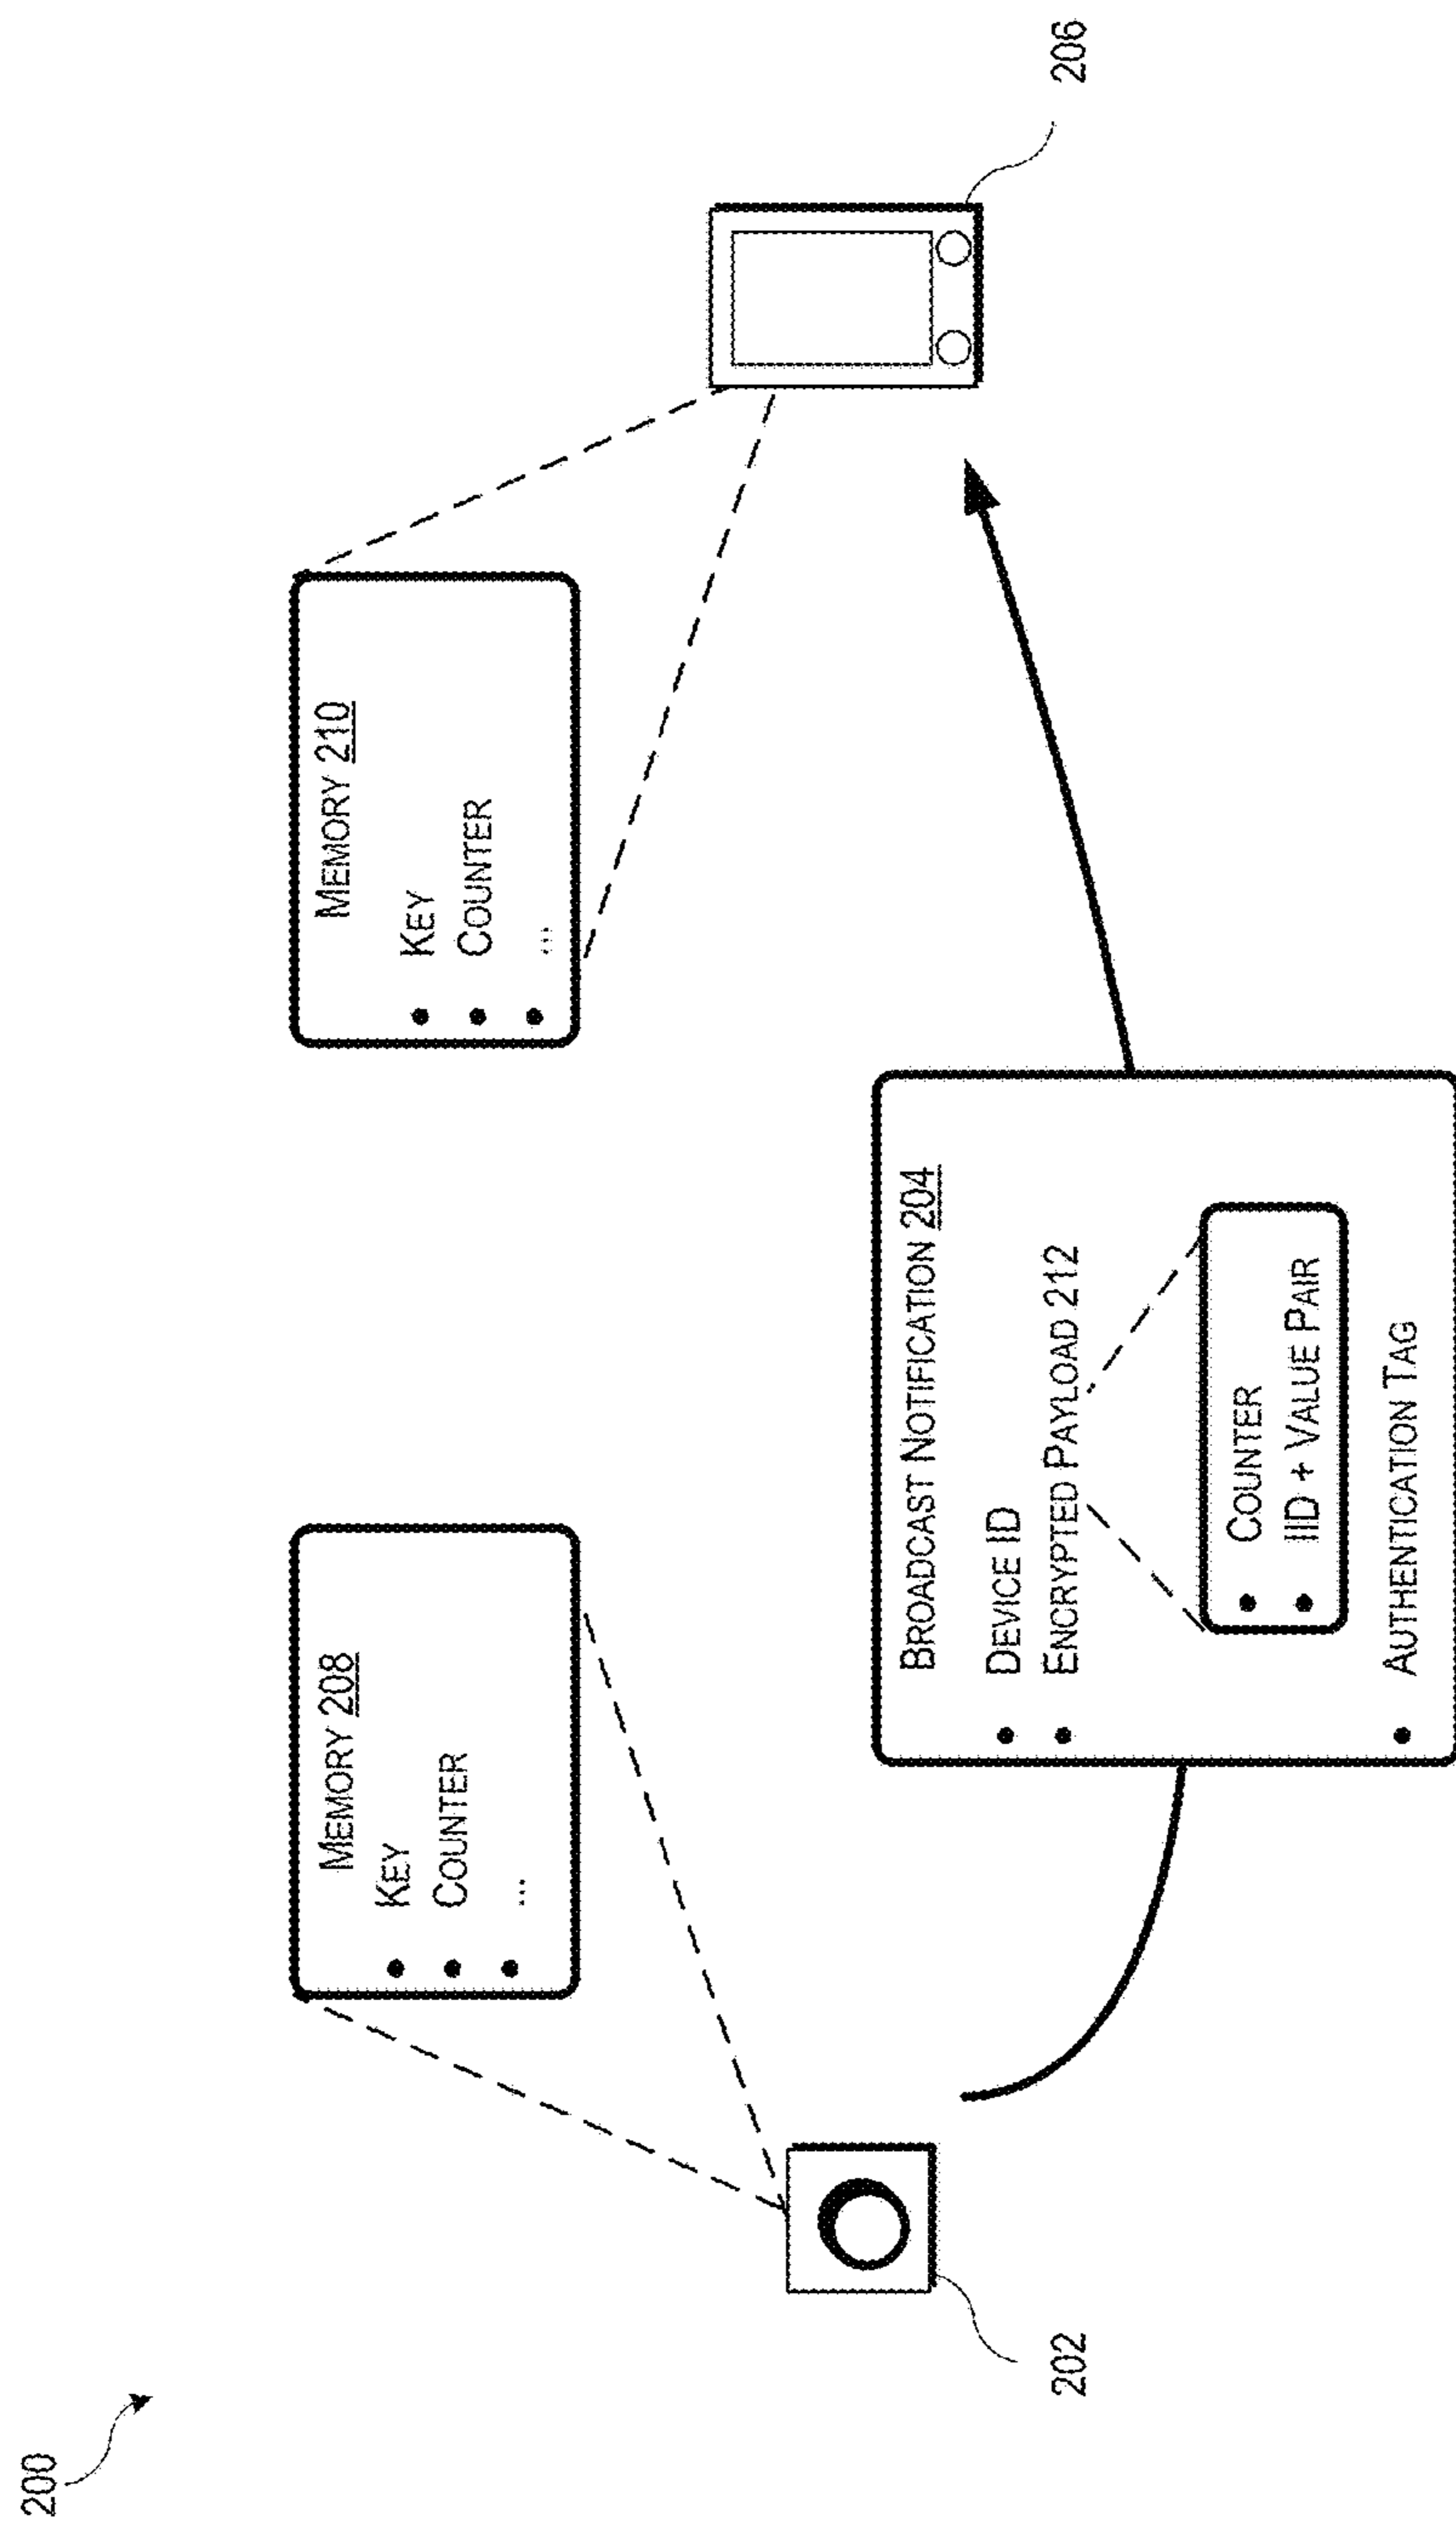 200
MEMORY 208
• KEY
• COUNTER
• ...
MEMORY 210
• KEY
• COUNTER
• ...
202
206
BROADCAST NOTIFICATION 204
• DEVICE ID
• ENCRYPTED PAYLOAD 212
• COUNTER
• IID + VALUE PAIR
• AUTHENTICATION TAG